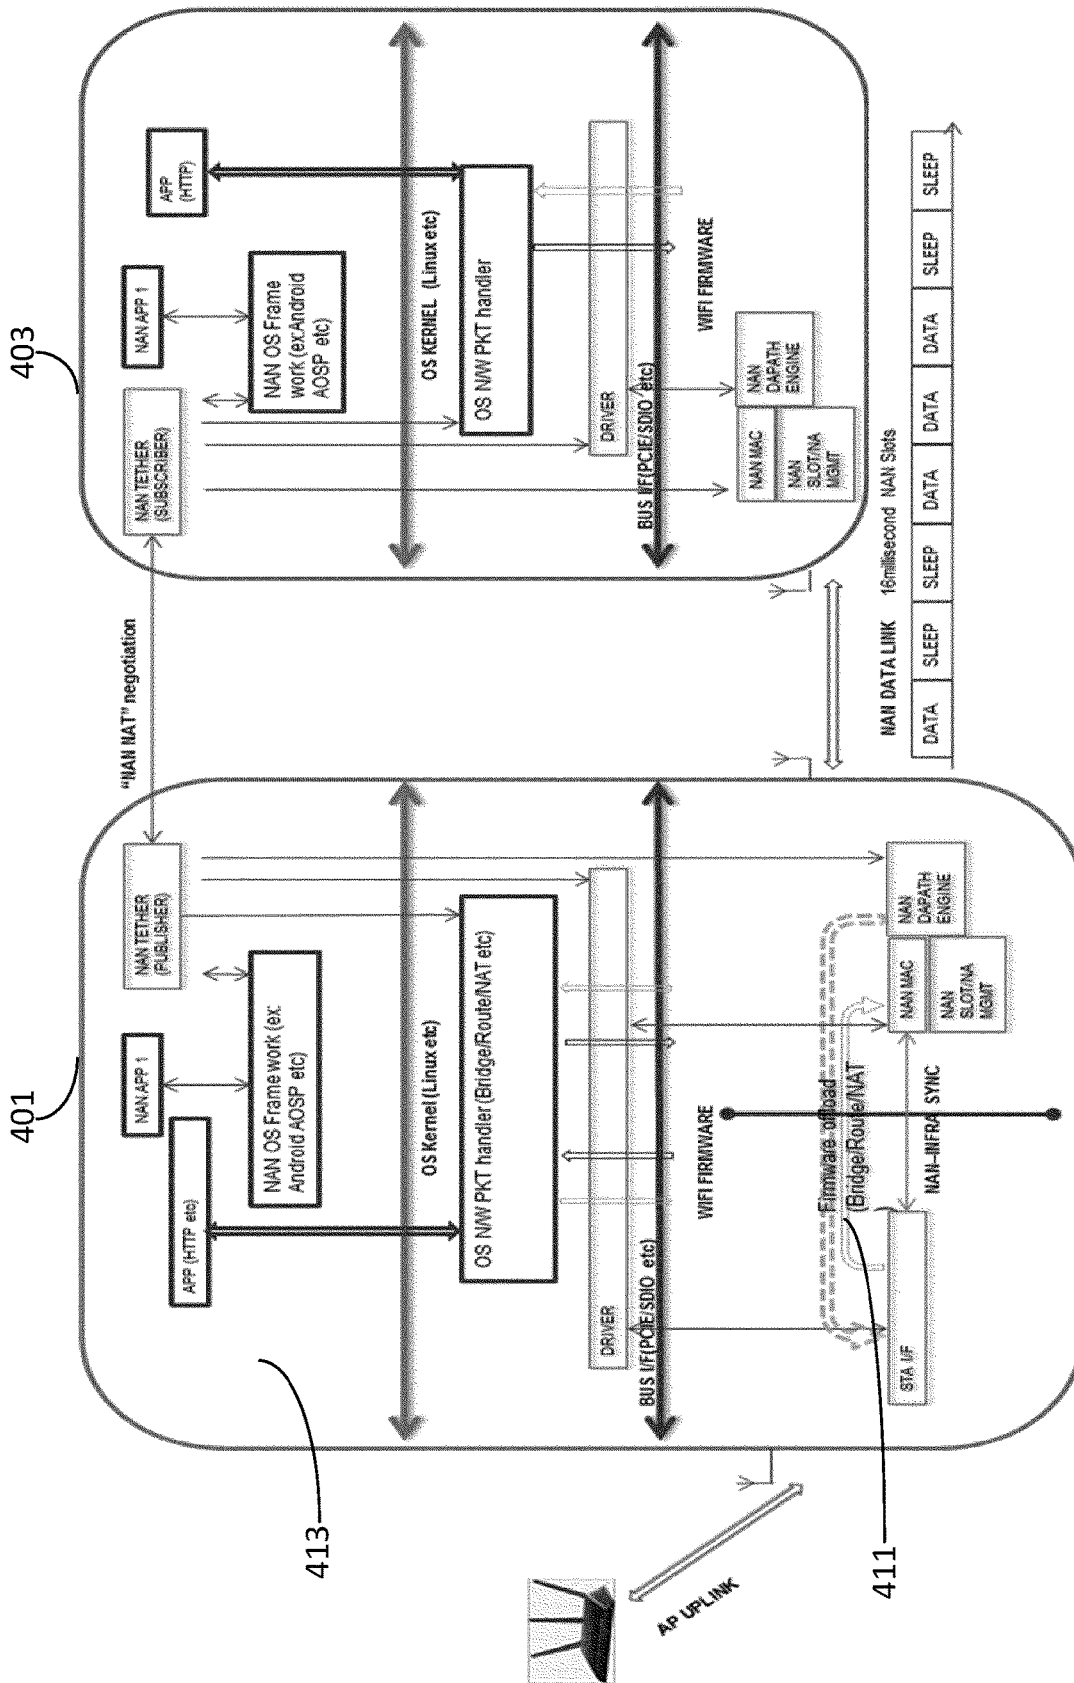 401
403
413
411
AP UPLINK
APP (HTTP etc)
NAN APP 1
NAN TETHER
(PUBLISHER)
NAN OS Frame work (ex:
Android AOSP etc)
OS Kernel (Linux etc)
OS N/W PKT handler (Bridge/Route/NAT etc)
DRIVER
BUS I/F(PCIE/SDIO etc)
WIFI FIRMWARE
Firmware offload
(Bridge/Route/NAT
)
STA I/F
NAN-INFRA SYNC
NAN MAC
NAN
SLOT/NA
MGMT
NAN
DAPATH
ENGINE
"NAN NAT" negotiation
NAN TETHER
(SUBSCRIBER)
NAN APP 1
APP
(HTTP)
NAN OS Frame
work (ex:Android
AOSP etc)
OS KERNEL (Linux etc)
OS N/W PKT handler
DRIVER
BUS I/F(PCIE/SDIO etc)
WIFI FIRMWARE
NAN MAC
NAN
SLOT/NA
MGMT
NAN
DAPATH
ENGINE
NAN DATA LINK 16millisecond NAN Slots
DATA SLEEP SLEEP DATA DATA DATA SLEEP SLEEP